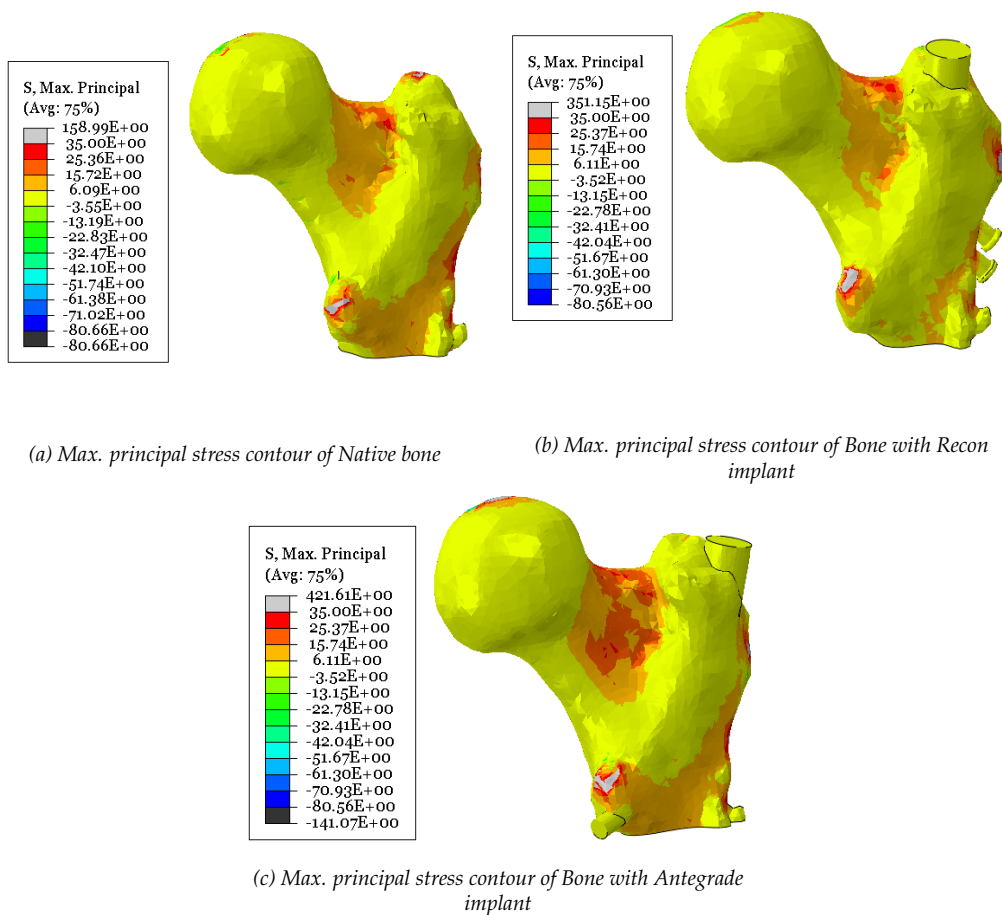 S, Max. Principal
(Avg: 75%)
158.99E+00
35.00E+00
25.36E+00
15.72E+00
6.09E+00
-3.55E+00
-13.19E+00
-22.83E+00
-32.47E+00
-42.10E+00
-51.74E+00
-61.38E+00
-71.02E+00
-80.66E+00
-80.66E+00
S, Max. Principal
(Avg: 75%)
351.15E+00
35.00E+00
25.37E+00
15.74E+00
6.11E+00
-3.52E+00
-13.15E+00
-22.78E+00
-32.41E+00
-42.04E+00
-51.67E+00
-61.30E+00
-70.93E+00
-80.56E+00
(a) Max. principal stress contour of Native bone
(b) Max. principal stress contour of Bone with Recon
implant
S, Max. Principal
(Avg: 75%)
421.61E+00
35.00E+00
25.37E+00
15.74E+00
6.11E+00
-3.52E+00
-13.15E+00
-22.78E+00
-32.41E+00
-42.04E+00
-51.67E+00
-61.30E+00
-70.93E+00
-80.56E+00
-141.07E+00
(c) Max. principal stress contour of Bone with Antegrade
implant